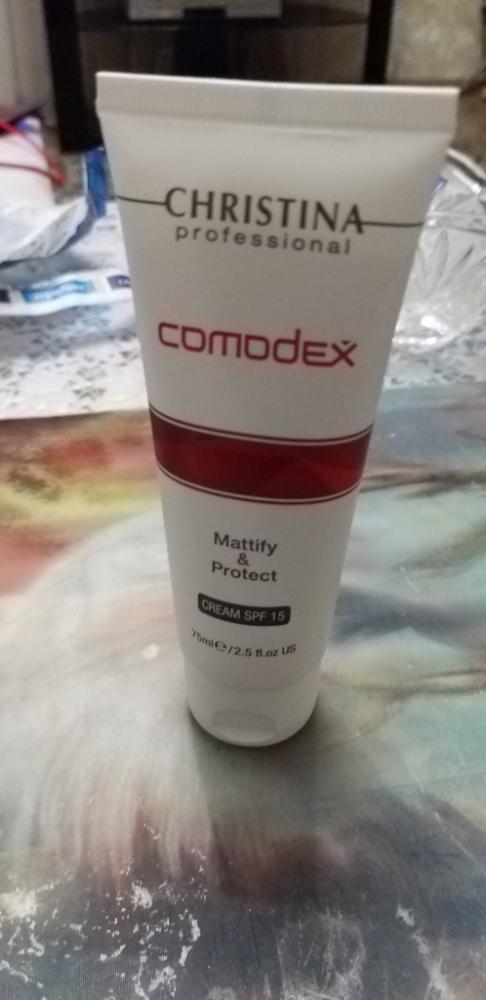 CHRISTINA
professional
comodex
Mattify
&
Protect
CREAM SPF 15
75ml℮/2.5 fl.oz US